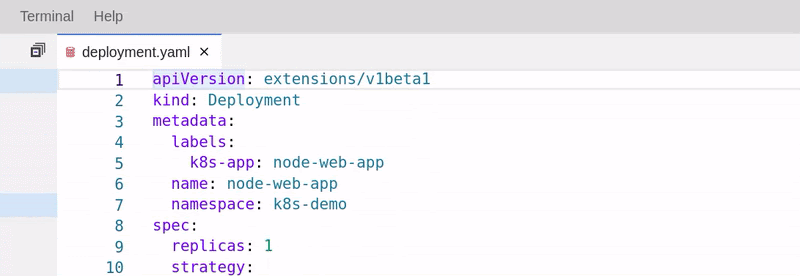 Terminal Help
deployment.yaml ×
1 apiVersion: extensions/v1beta1
2 kind: Deployment
3 metadata:
4   labels:
5     k8s-app: node-web-app
6   name: node-web-app
7   namespace: k8s-demo
8 spec:
9   replicas: 1
10   strategy: